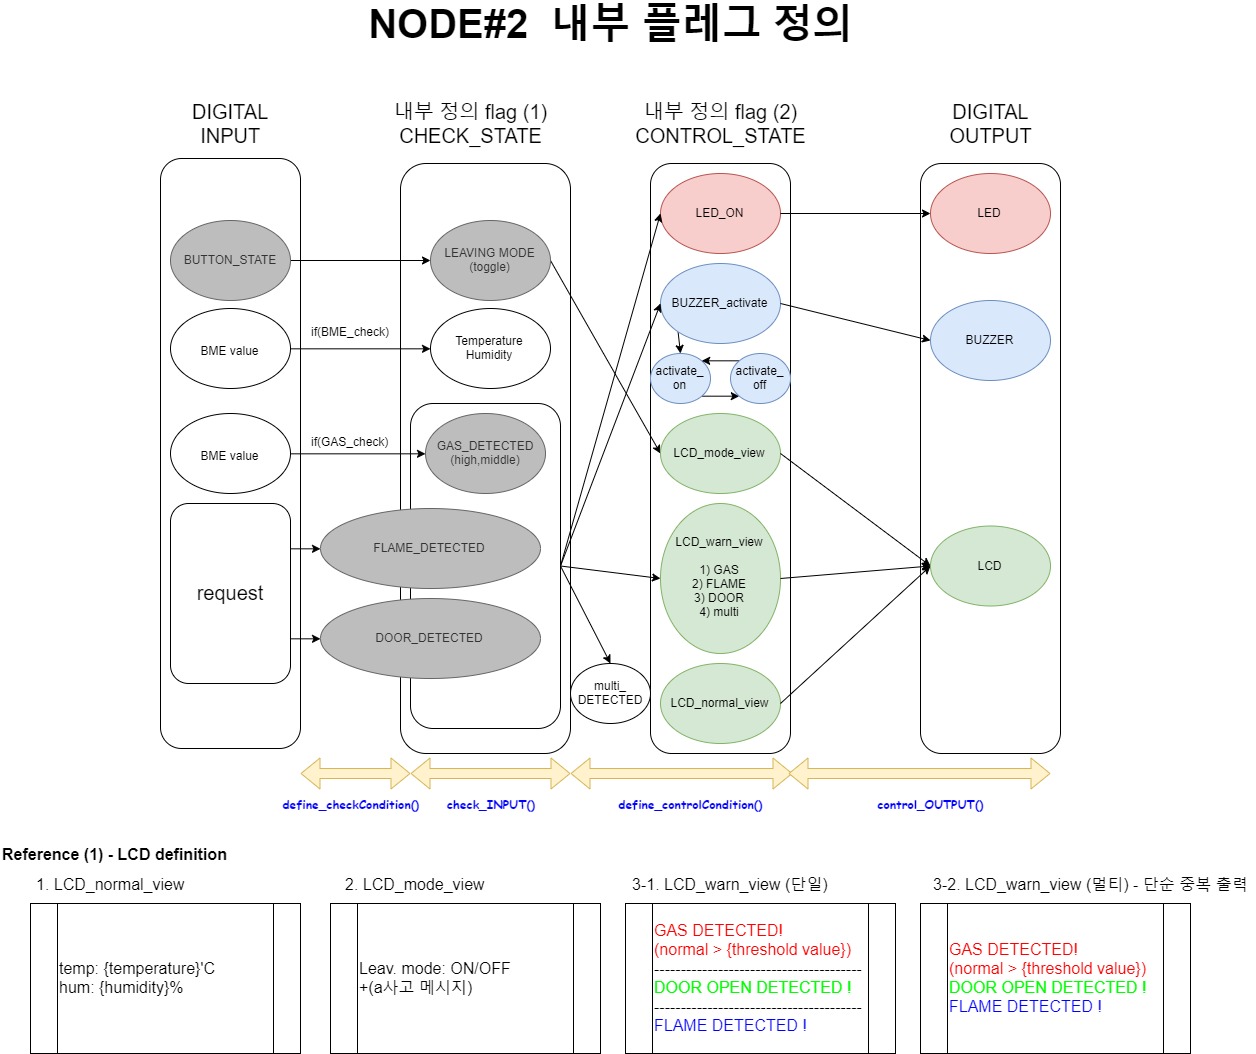 NODE#2 내부 플레그 정의
DIGITAL
INPUT
내부 정의 flag (1)
CHECK_STATE
내부 정의 flag (2)
CONTROL_STATE
DIGITAL
OUTPUT
BUTTON_STATE
BME value
if(BME_check)
BME value
if(GAS_check)
request
LEAVING MODE
(toggle)
Temperature
Humidity
GAS_DETECTED
(high,middle)
FLAME_DETECTED
DOOR_DETECTED
multi_
DETECTED
LED_ON
BUZZER_activate
activate_
on
activate_
off
LCD_mode_view
LCD_warn_view
1) GAS
2) FLAME
3) DOOR
4) multi
LCD_normal_view
LED
BUZZER
LCD
define_checkCondition()
check_INPUT()
define_controlCondition()
control_OUTPUT()
Reference (1) - LCD definition
1. LCD_normal_view
temp: {temperature}'C
hum: {humidity}%
2. LCD_mode_view
Leav. mode: ON/OFF
+(a사고 메시지)
3-1. LCD_warn_view (단일)
GAS DETECTED!
(normal > {threshold value})
---------------------------------------
DOOR OPEN DETECTED !
---------------------------------------
FLAME DETECTED !
3-2. LCD_warn_view (멀티) - 단순 중복 출력
GAS DETECTED!
(normal > {threshold value})
DOOR OPEN DETECTED !
FLAME DETECTED !